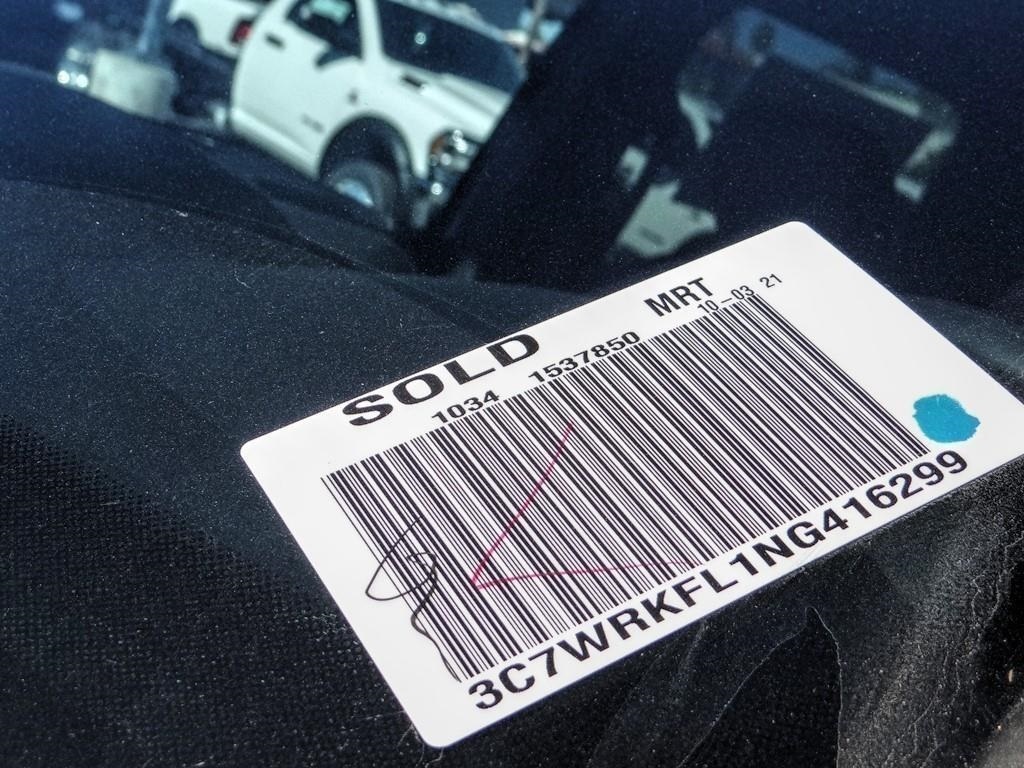 SOLD
MRT
10-03 21
1034 1537850
3C7WRKFL1NG416299